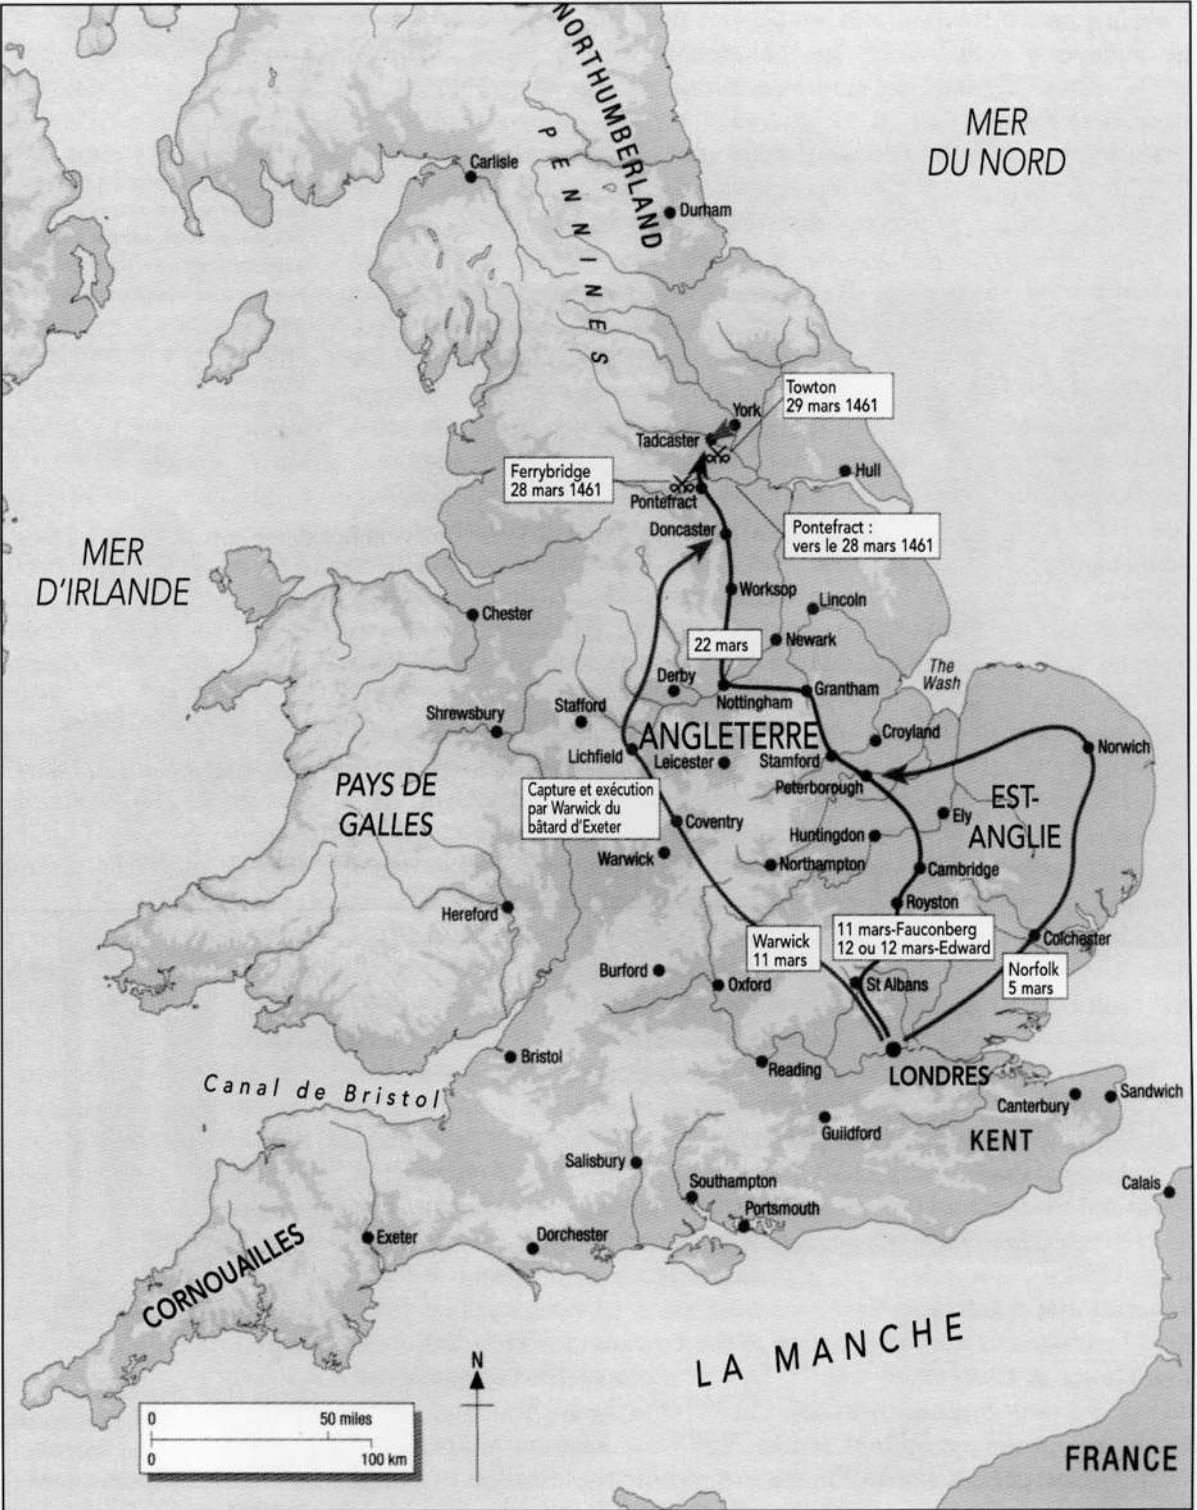 NORTHUMBERLAND
PENNINES
MER
DU NORD
Carlisle
Durham
Towton
29 mars 1461
York
Tadcaster
Ferrybridge
28 mars 1461
Hull
Pontefract
Pontefract :
vers le 28 mars 1461
Doncaster
MER
D'IRLANDE
Worksop
Lincoln
Chester
22 mars
Newark
The
Wash
Derby
Nottingham
Grantham
Stafford
Shrewsbury
ANGLETERRE
Croyland
Norwich
Lichfield
Leicester
Stamford
Peterborough
PAYS DE
GALLES
Capture et exécution
par Warwick du
bâtard d'Exeter
EST-
ANGLIE
Coventry
Huntingdon
Ely
Warwick
Northampton
Cambridge
Royston
Hereford
Warwick
11 mars
11 mars-Fauconberg
12 ou 12 mars-Edward
Colchester
Burford
Oxford
St Albans
Norfolk
5 mars
Bristol
Reading
LONDRES
Canal de Bristol
Canterbury
Sandwich
Guildford
KENT
Salisbury
Southampton
Calais
Portsmouth
Exeter
Dorchester
CORNOUAILLES
LA MANCHE
N
0
50 miles
0
100 km
FRANCE